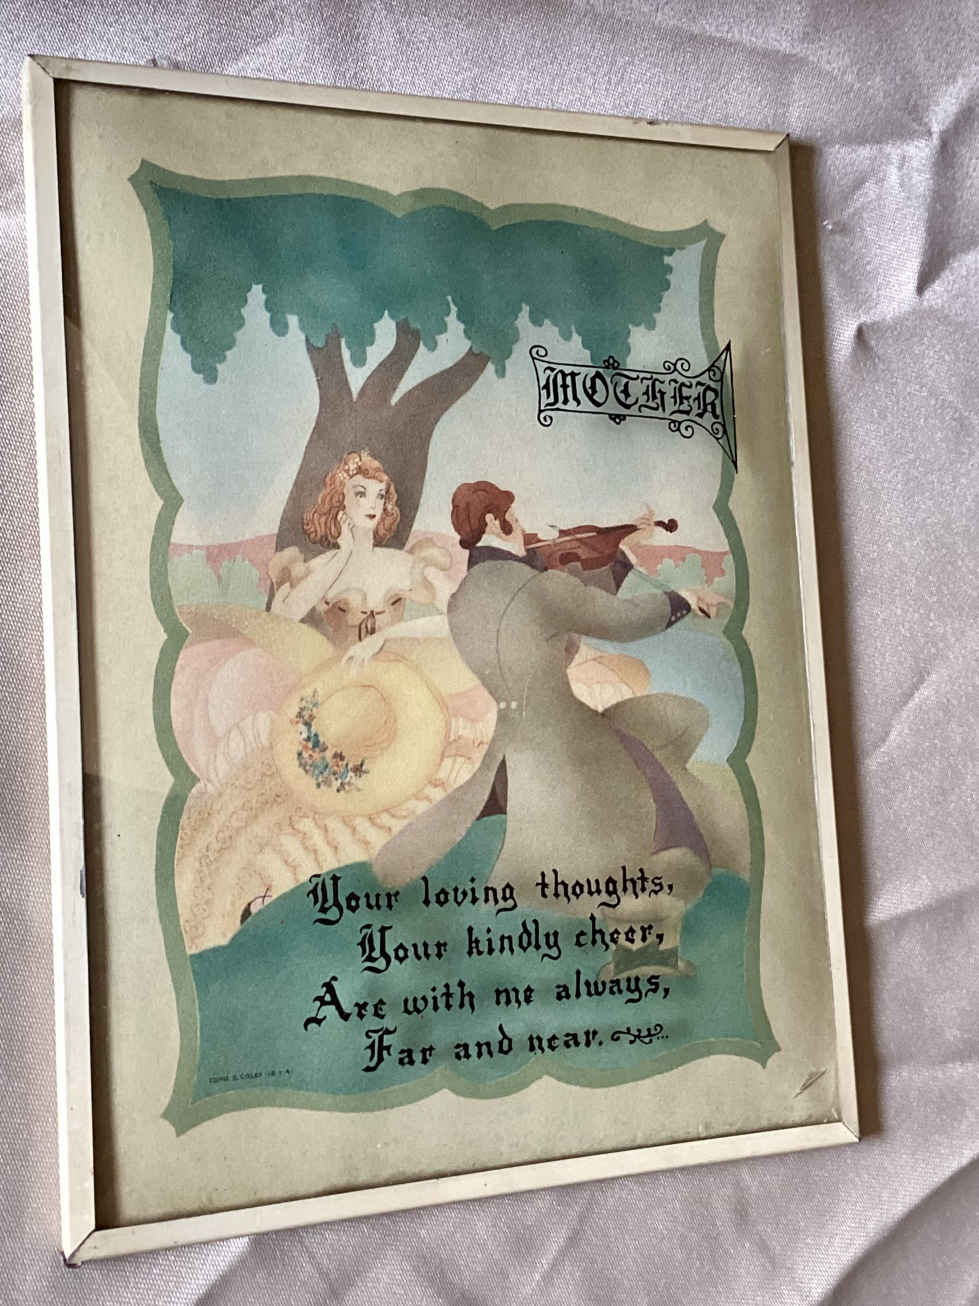 MOTHER
Your loving thoughts,
Your kindly cheer,
Are with me always,
Far and near.